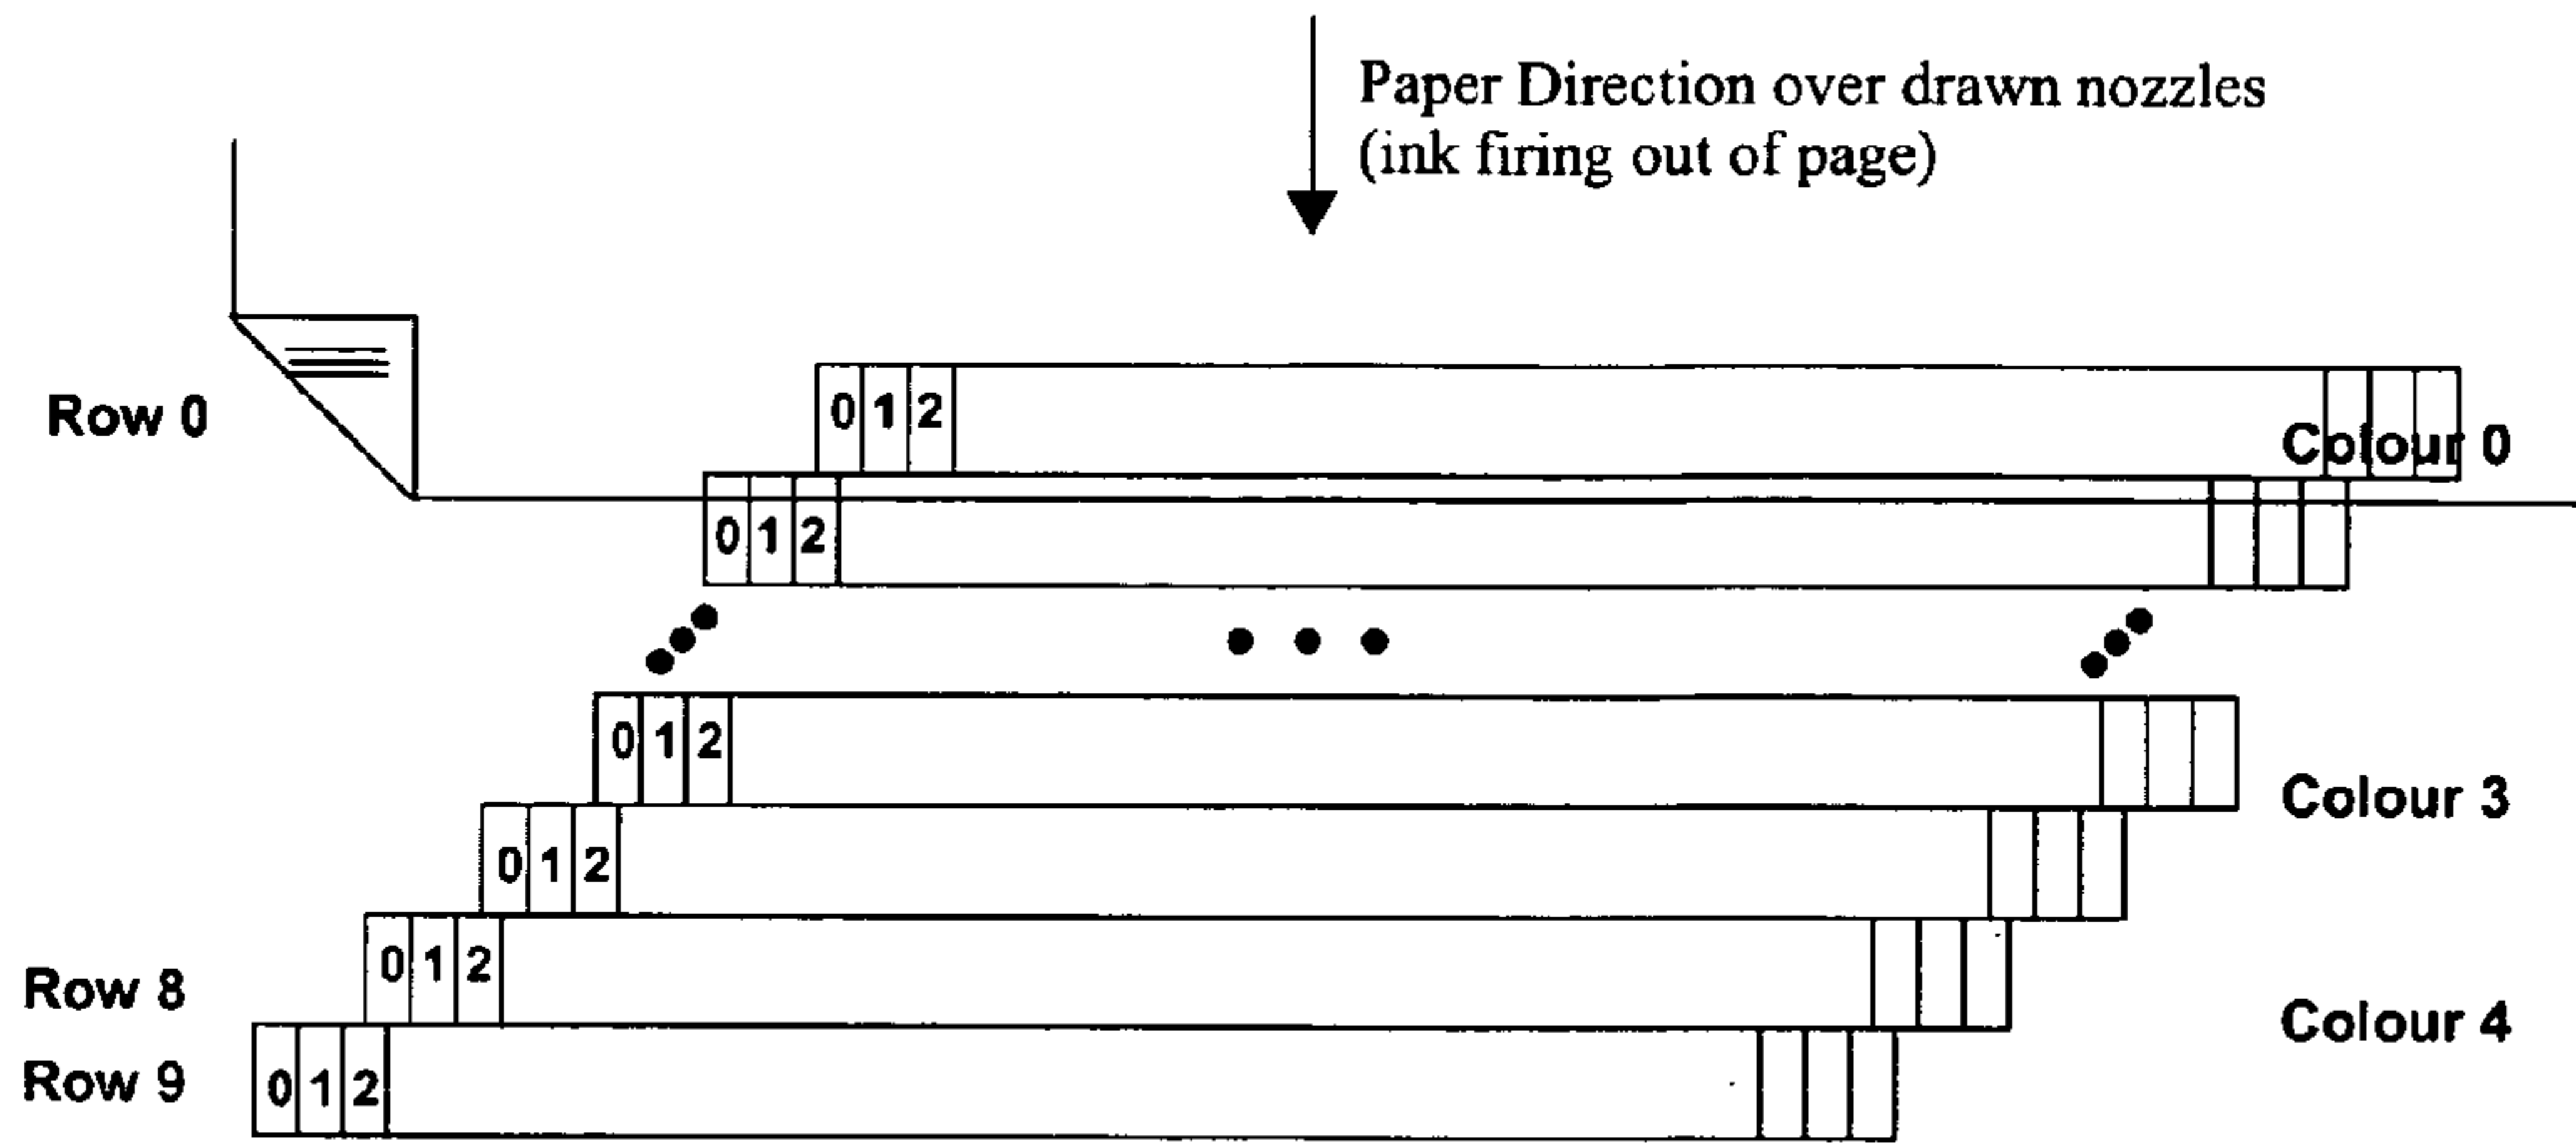 Paper Direction over drawn nozzles
(ink firing out of page)
Row 0
0 1 2
Colour 0
0 1 2
0 1 2
Colour 3
0 1 2
Row 8
0 1 2
Colour 4
Row 9
0 1 2